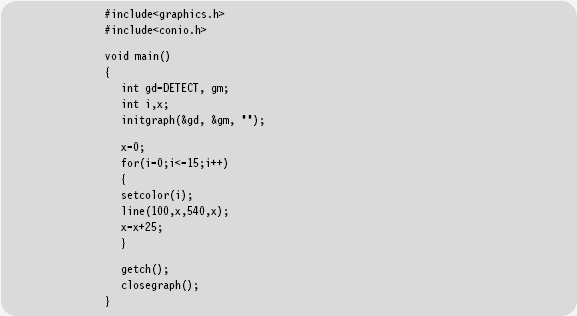 #include<graphics.h>
#include<conio.h>
void main()
{
int gd=DETECT, gm;
int i,x;
initgraph(&gd, &gm, "");
x=0;
for(i=0;i<=15;i++)
{
setcolor(i);
line(100,x,540,x);
x=x+25;
}
getch();
closegraph();
}